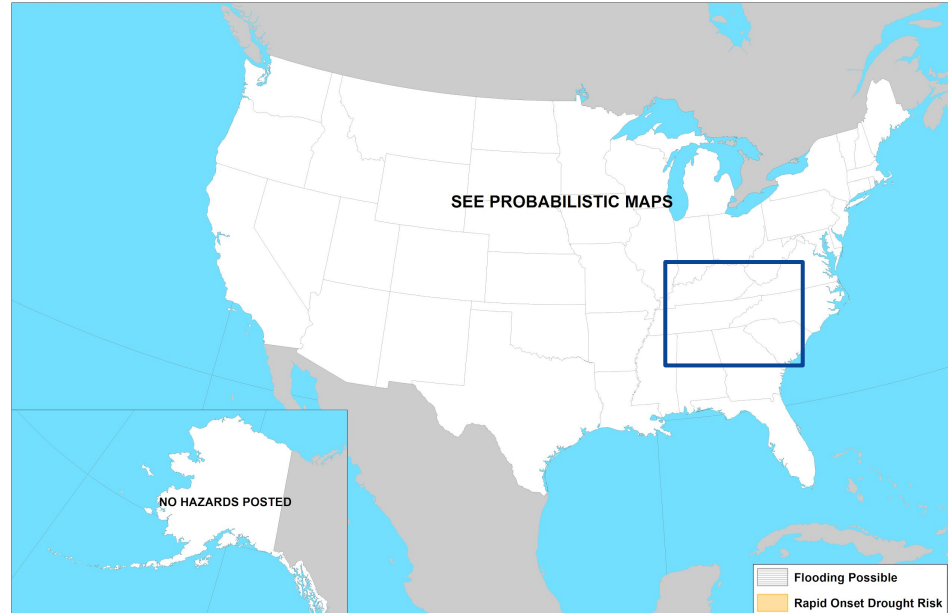 SEE PROBABILISTIC MAPS
NO HAZARDS POSTED
Flooding Possible
Rapid Onset Drought Risk